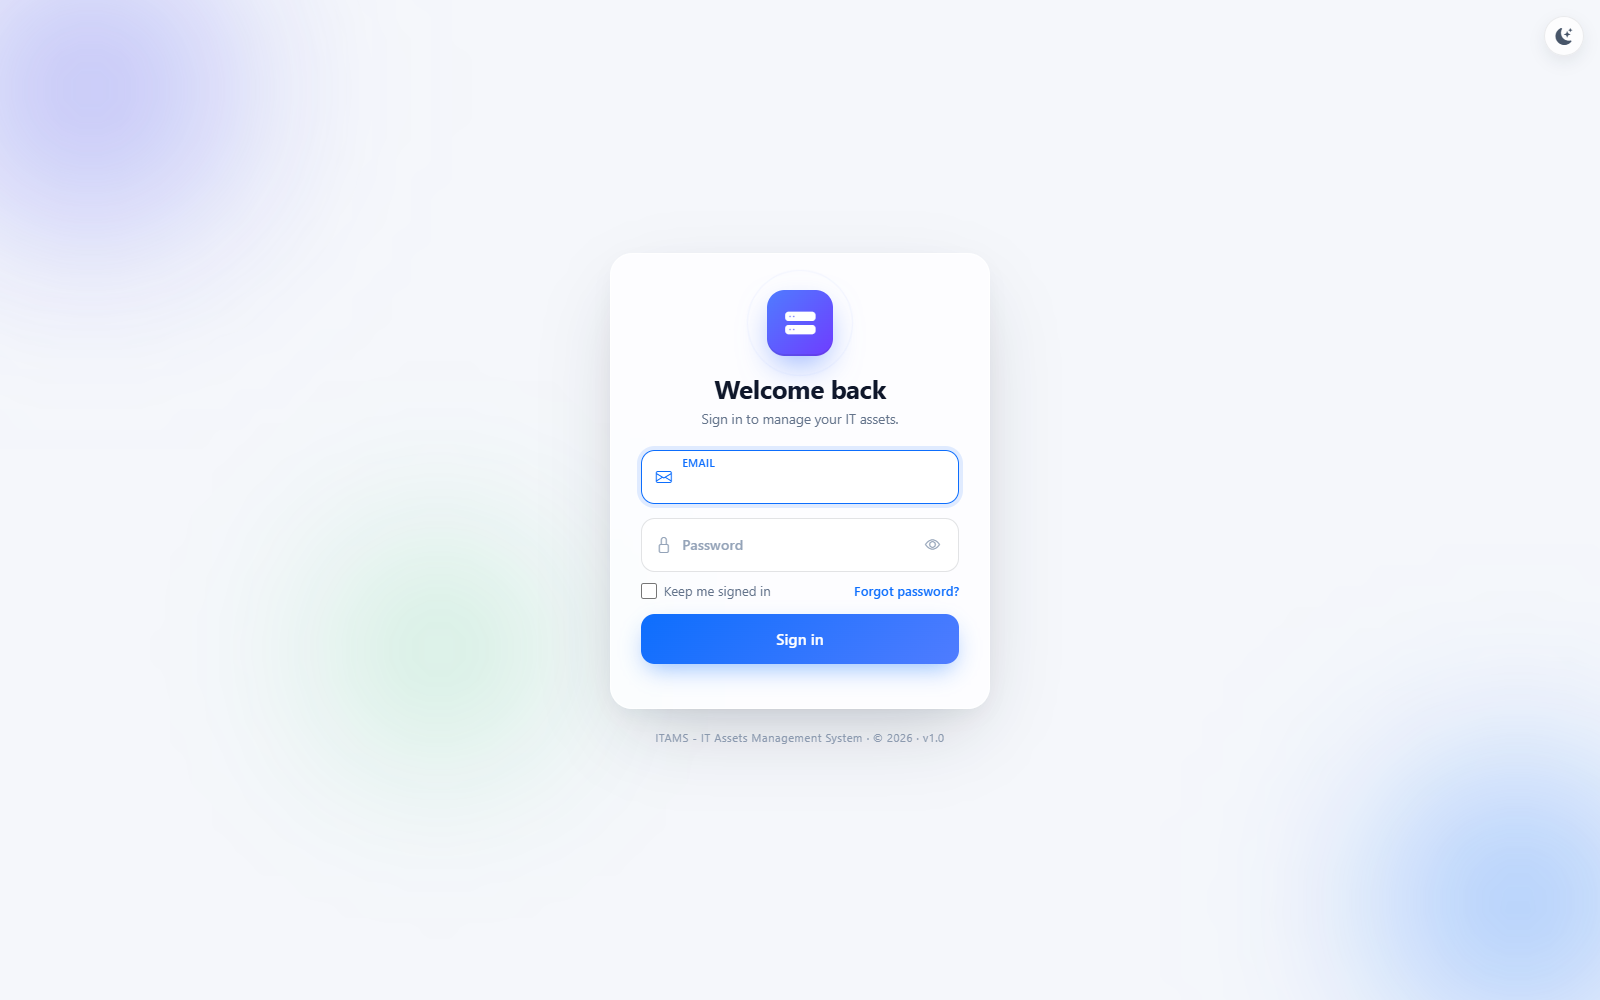 Welcome back
Sign in to manage your IT assets.
EMAIL
Password
Keep me signed in
Forgot password?
Sign in
ITAMS - IT Assets Management System · © 2026 · v1.0